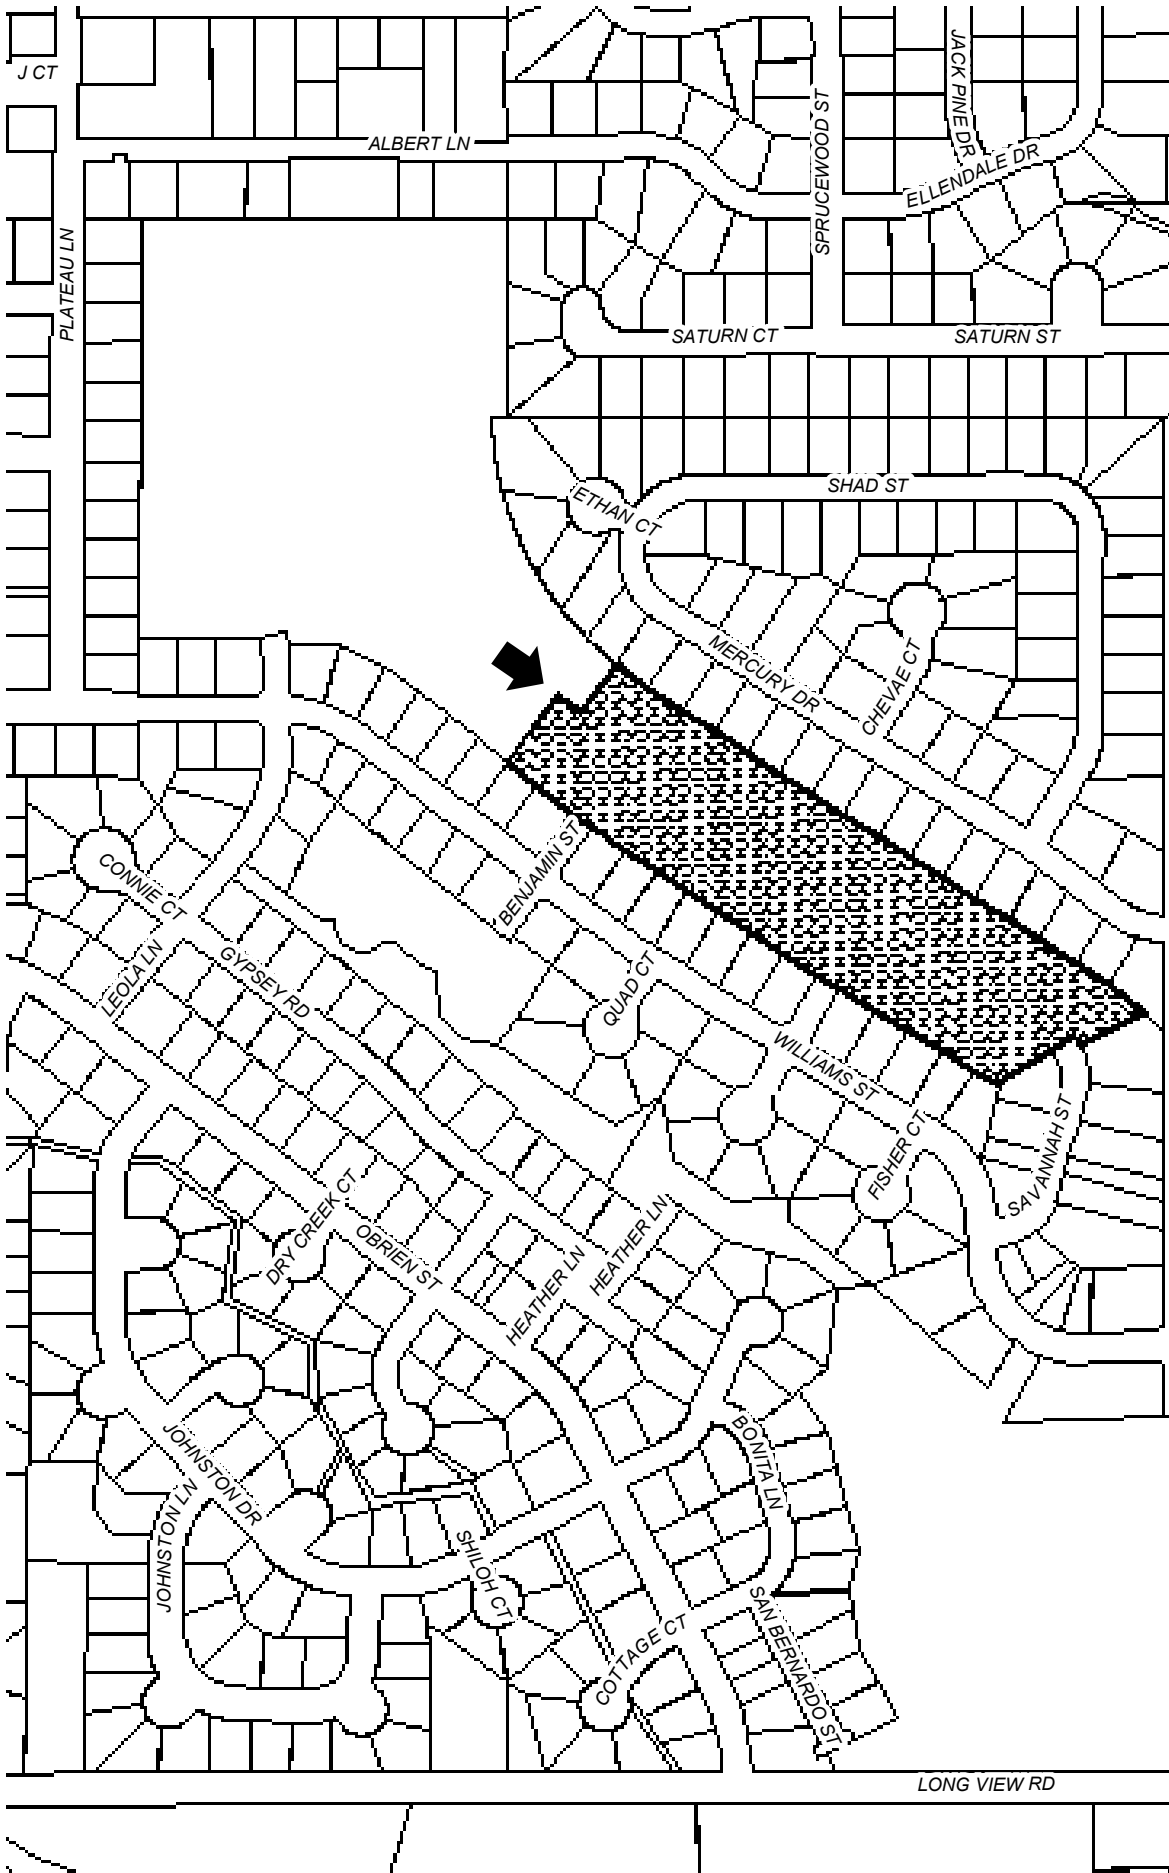 J CT
JACK PINE DR
SPRUCEWOOD ST
ALBERT LN
ELLENDALE DR
PLATEAU LN
SATURN CT
SATURN ST
SHAD ST
ETHAN CT
MERCURY DR
CHEVAE CT
BENJAMIN ST
CONNIE CT
LEOLA LN
GYPSEY RD
QUAD CT
WILLIAMS ST
FISHER CT
SAVANNAH ST
DRY CREEK CT
OBRIEN ST
HEATHER LN
HEATHER LN
JOHNSTON DR
JOHNSTON LN
BONITA LN
SHILOH CT
COTTAGE CT
SAN BERNARDO ST
LONG VIEW RD